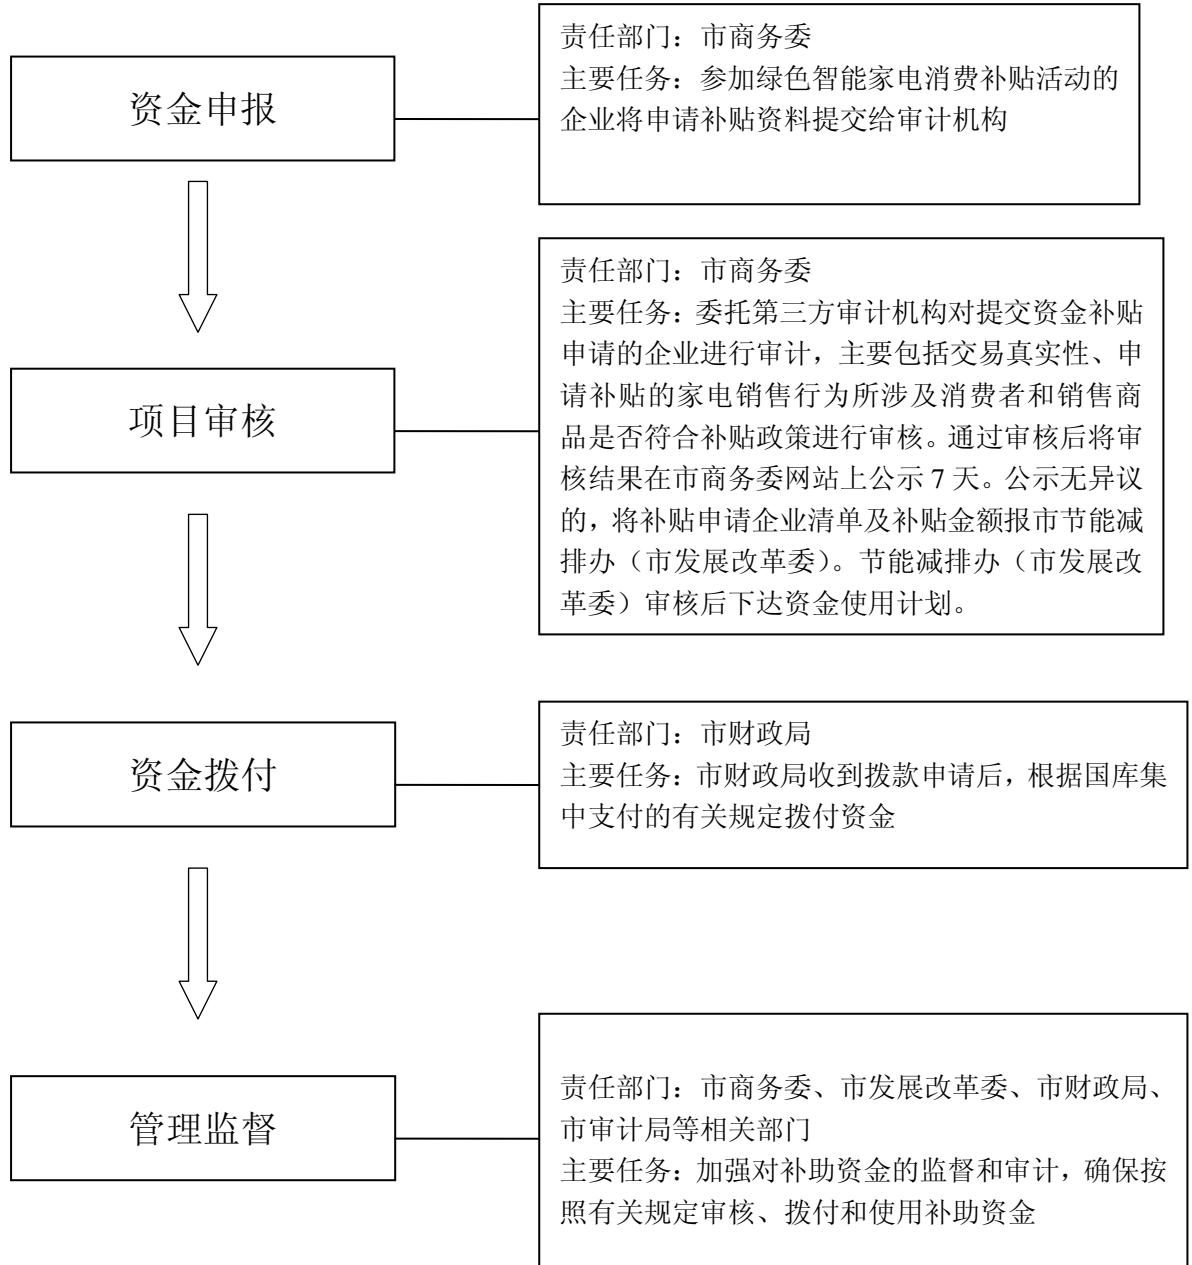 资金申报
责任部门：市商务委
主要任务：参加绿色智能家电消费补贴活动的
企业将申请补贴资料提交给审计机构
项目审核
责任部门：市商务委
主要任务：委托第三方审计机构对提交资金补贴
申请的企业进行审计，主要包括交易真实性、申
请补贴的家电销售行为所涉及消费者和销售商
品是否符合补贴政策进行审核。通过审核后将审
核结果在市商务委网站上公示 7 天。公示无异议
的，将补贴申请企业清单及补贴金额报市节能减
排办（市发展改革委）。节能减排办（市发展改
革委）审核后下达资金使用计划。
资金拨付
责任部门：市财政局
主要任务：市财政局收到拨款申请后，根据国库集
中支付的有关规定拨付资金
管理监督
责任部门：市商务委、市发展改革委、市财政局、
市审计局等相关部门
主要任务：加强对补助资金的监督和审计，确保按
照有关规定审核、拨付和使用补助资金